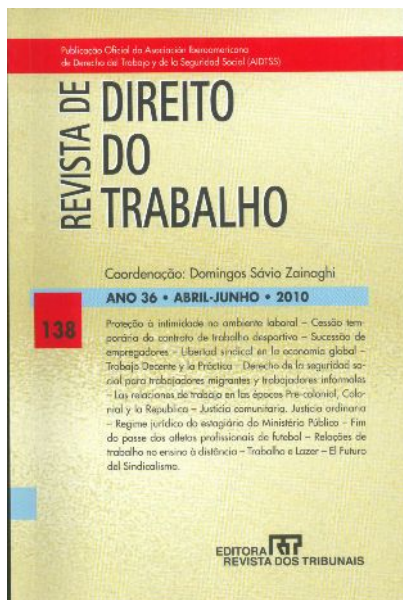 Publicação Oficial da Asociación Iberoamericana
de Derecho del Trabajo y de la Seguridad Social (AIDTSS)
REVISTA DE
DIREITO
DO
TRABALHO
Coordenação: Domingos Sávio Zainaghi
ANO 36 • ABRIL-JUNHO • 2010
138
Proteção à intimidade no ambiente laboral – Cessão tem-
porária do contrato de trabalho desportivo – Sucessão de
empregadores – Libertad sindical en la economía global –
Trabajo Decente y la Práctica – Derecho de la seguridad so-
cial para trabajadores migrantes y trabajadores informales
– Las relaciones de trabajo en las épocas Pre-colonial, Colo-
nial y la República – Justicia comunitaria. Justicia ordinaria
– Regime jurídico do estagiário do Ministério Público – Fim
do passe dos atletas profissionais de futebol – Relações de
trabalho no ensino à distância – Trabalho e Lazer – El Futuro
del Sindicalismo.
EDITORA RT
REVISTA DOS TRIBUNAIS